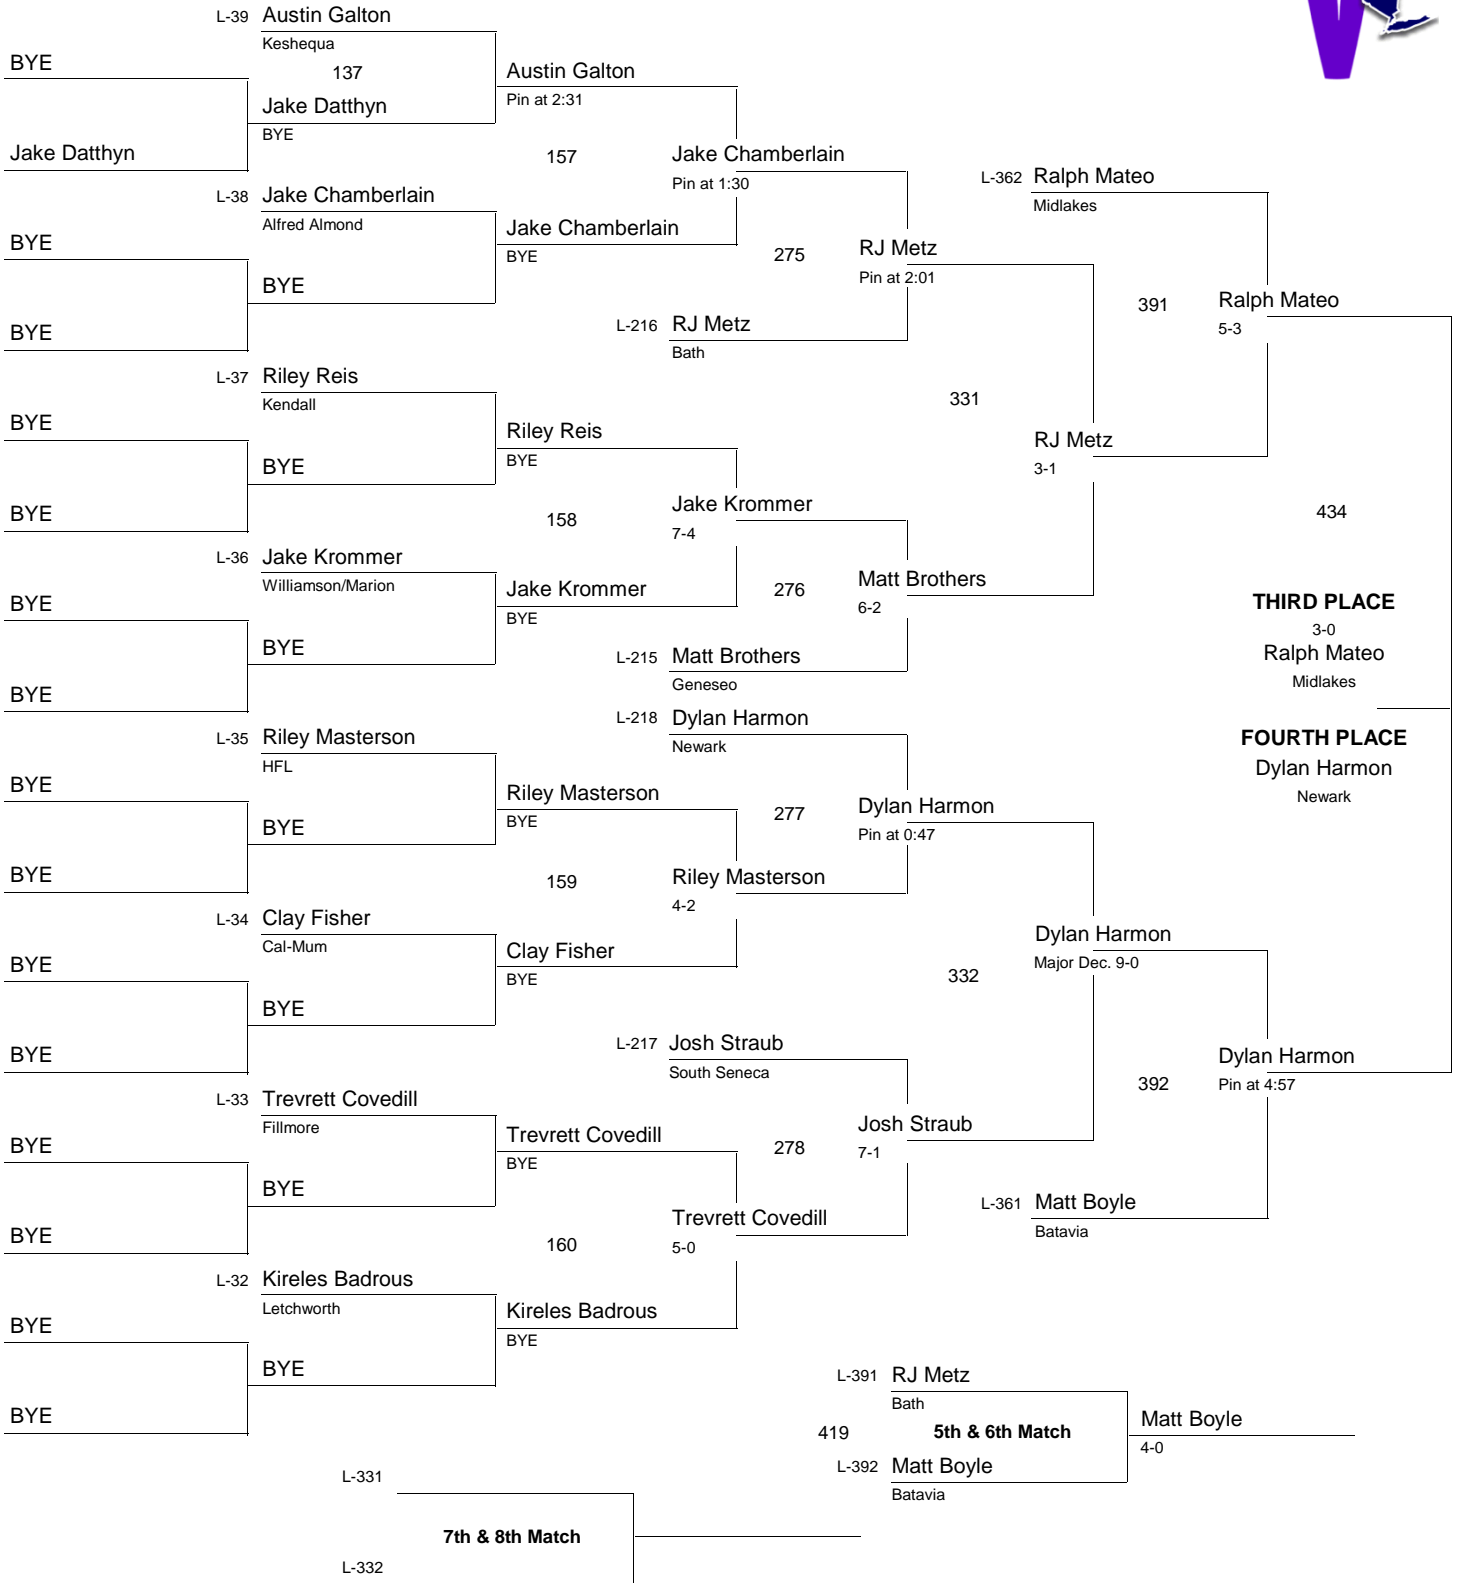 L-39 Austin Galton
Keshequa
BYE
137
Austin Galton
Pin at 2:31
Jake Datthyn
BYE
Jake Datthyn
157
Jake Chamberlain
Pin at 1:30
L-362 Ralph Mateo
Midlakes
L-38 Jake Chamberlain
Alfred Almond
BYE
Jake Chamberlain
BYE
275
RJ Metz
Pin at 2:01
BYE
391
Ralph Mateo
5-3
L-216 RJ Metz
Bath
BYE
L-37 Riley Reis
Kendall
331
BYE
Riley Reis
BYE
RJ Metz
3-1
BYE
Jake Krommer
7-4
BYE
158
434
L-36 Jake Krommer
Williamson/Marion
Jake Krommer
BYE
276
Matt Brothers
6-2
BYE
THIRD PLACE
3-0
Ralph Mateo
Midlakes
BYE
L-215 Matt Brothers
Geneseo
BYE
L-218 Dylan Harmon
Newark
L-35 Riley Masterson
HFL
FOURTH PLACE
Dylan Harmon
Newark
BYE
Riley Masterson
BYE
277
Dylan Harmon
Pin at 0:47
BYE
BYE
159
Riley Masterson
4-2
L-34 Clay Fisher
Cal-Mum
Dylan Harmon
Major Dec. 9-0
BYE
Clay Fisher
BYE
332
BYE
L-217 Josh Straub
South Seneca
BYE
Dylan Harmon
Pin at 4:57
392
L-33 Trevrett Covedill
Fillmore
Trevrett Covedill
BYE
278
Josh Straub
7-1
BYE
BYE
L-361 Matt Boyle
Batavia
Trevrett Covedill
5-0
BYE
160
L-32 Kireles Badrous
Letchworth
Kireles Badrous
BYE
BYE
BYE
L-391 RJ Metz
Bath
BYE
419
5th & 6th Match
Matt Boyle
4-0
L-392 Matt Boyle
Batavia
L-331
7th & 8th Match
L-332